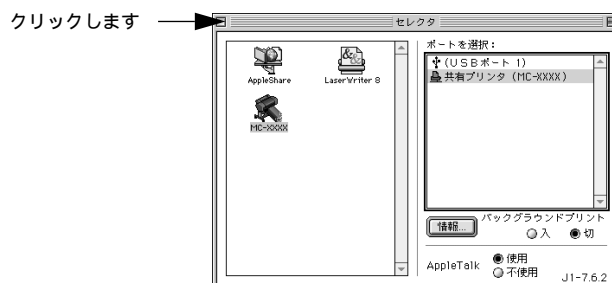 クリックします
セレクタ
AppleShare
LaserWriter 8
MC-XXXX
ポートを選択:
(USBポート 1)
共有プリンタ (MC-XXXX)
情報...
バックグラウンドプリント
入 切
AppleTalk
使用
不使用
J1-7.6.2